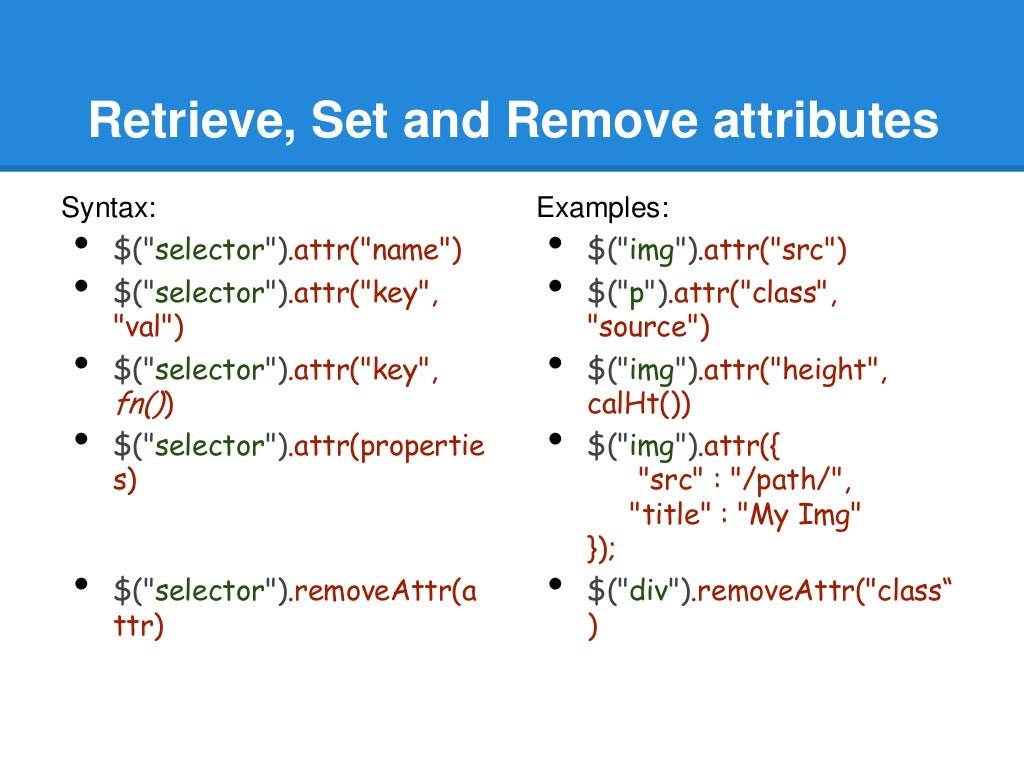 Retrieve, Set and Remove attributes
Syntax:
• $("selector").attr("name")
• $("selector").attr("key",
"val")
• $("selector").attr("key",
fn())
• $("selector").attr(propertie
s)
• $("selector").removeAttr(a
ttr)
Examples:
• $("img").attr("src")
• $("p").attr("class",
"source")
• $("img").attr("height",
calHt())
• $("img").attr({
"src" : "/path/",
"title" : "My Img"
});
• $("div").removeAttr("class“
)